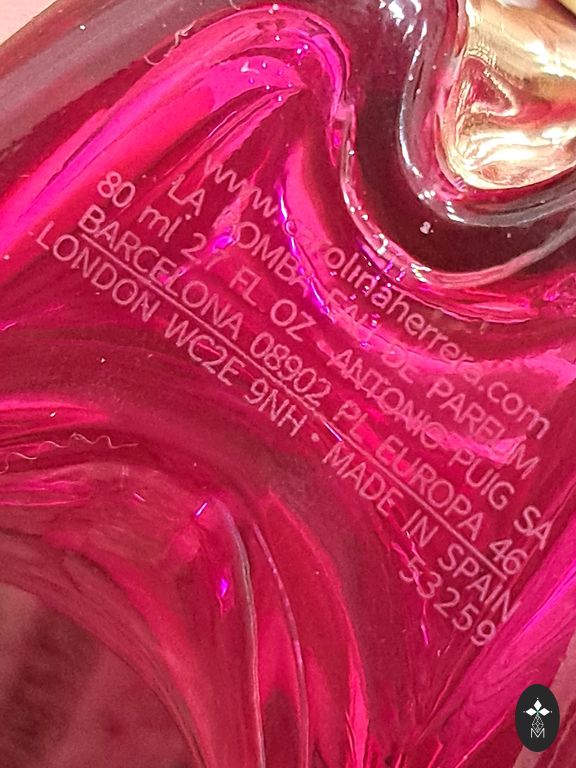 www.carolinaherrera.com
LA BOMBA EAU DE PARFUM
80 ml 2.7 FL OZ · ANTONIO PUIG SA
BARCELONA 08902 PL EUROPA 46
LONDON WC2E 9NH · MADE IN SPAIN
53259
M